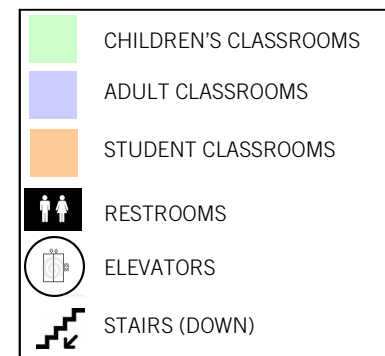 CHILDREN'S CLASSROOMS
ADULT CLASSROOMS
STUDENT CLASSROOMS
RESTROOMS
ELEVATORS
STAIRS (DOWN)